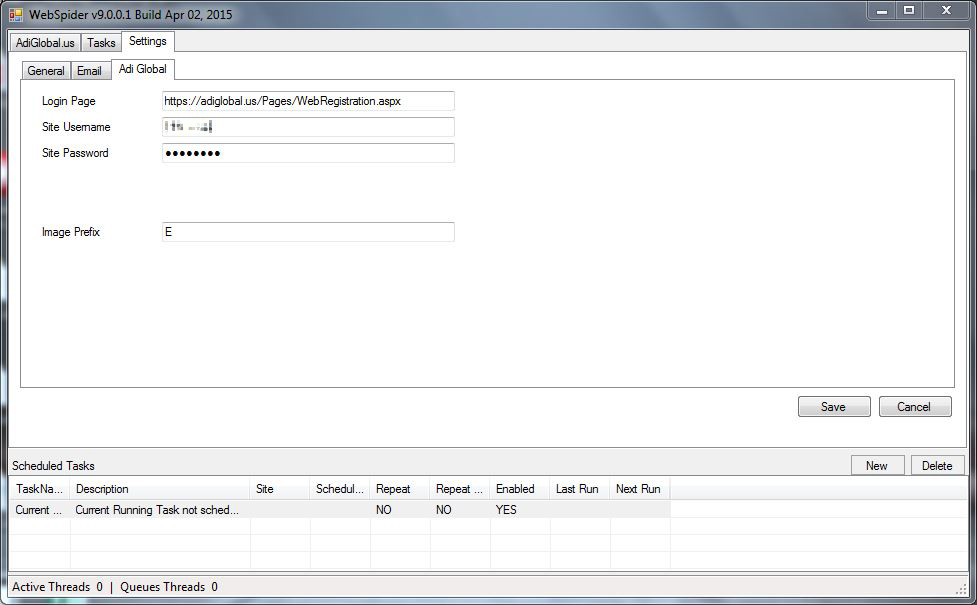 WebSpider v9.0.0.1 Build Apr 02, 2015
AdiGlobal.us Tasks Settings
General Email Adi Global
Login Page https://adiglobal.us/Pages/WebRegistration.aspx
Site Username
Site Password ●●●●●●●●
Image Prefix E
Save Cancel
Scheduled Tasks New Delete
TaskNa... Description Site Schedul... Repeat Repeat ... Enabled Last Run Next Run
Current ... Current Running Task not sched... NO NO YES
Active Threads 0 | Queues Threads 0